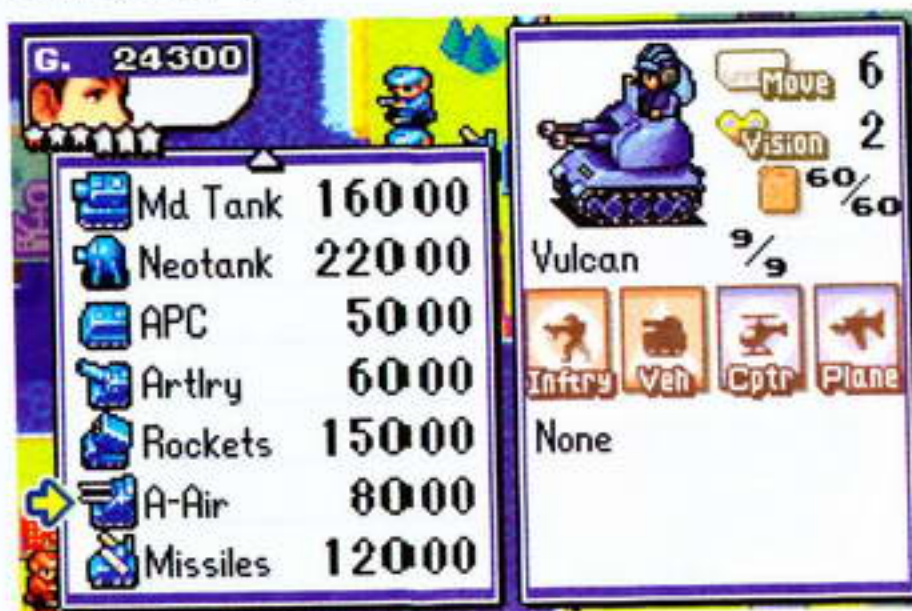 G. 24300
Md Tank 16000
Neotank 22000
APC 5000
Artlry 6000
Rockets 15000
A-Air 8000
Missiles 12000
Move 6
Vision 2
60/60
Vulcan 9/9
Inftry Veh Cptr Plane
None